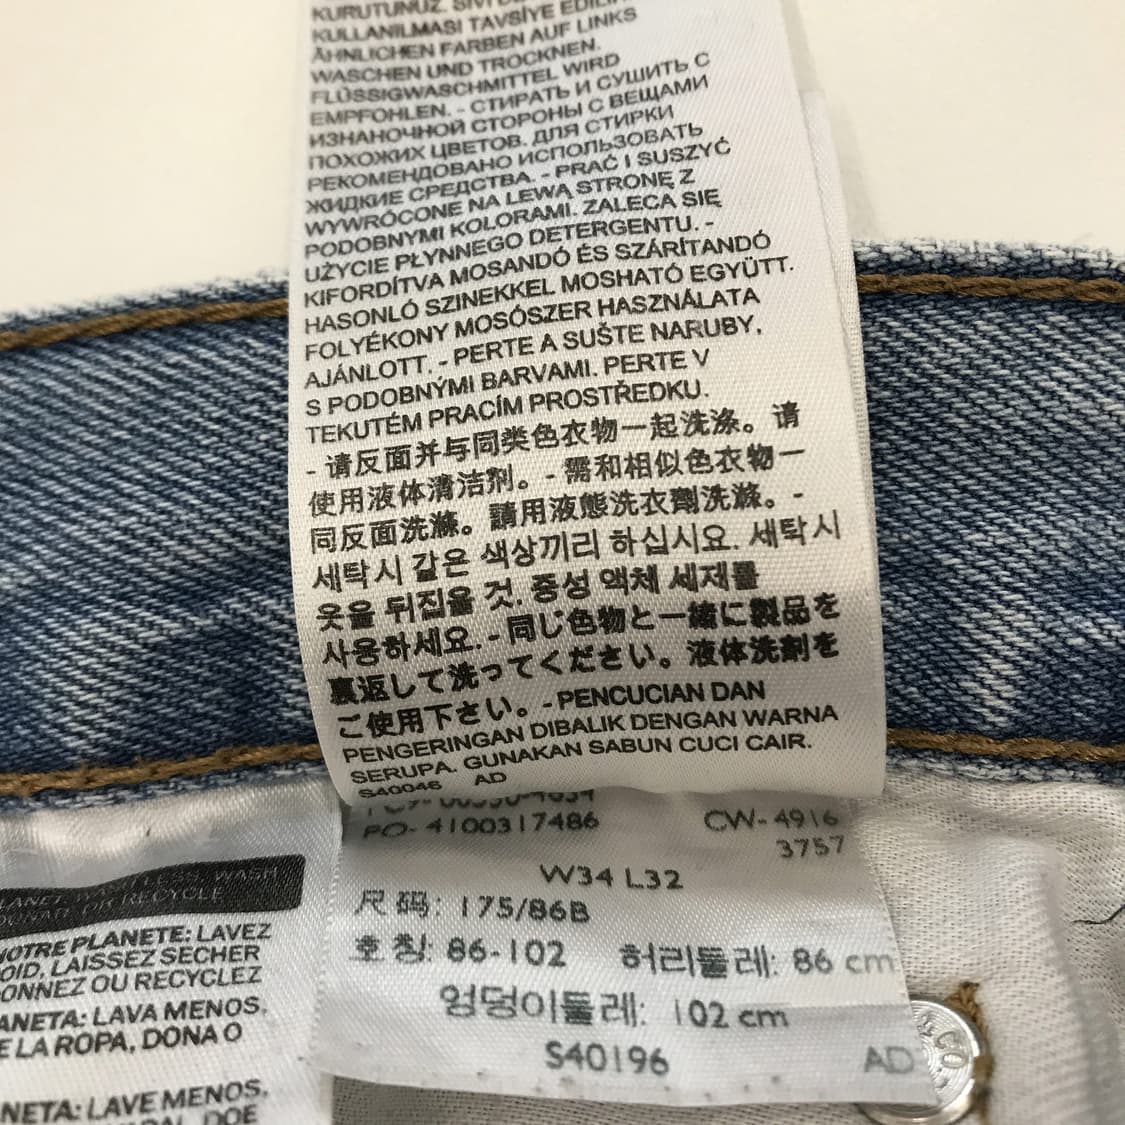 KURUTUNUZ. SIVI DE
KULLANILMASI TAVSİYE EDİLİR
ÄHNLICHEN FARBEN AUF LINKS
WASCHEN UND TROCKNEN.
FLÜSSIGWASCHMITTEL WIRD
EMPFOHLEN. - СТИРАТЬ И СУШИТЬ С
ИЗНАНОЧНОЙ СТОРОНЫ С ВЕЩАМИ
ПОХОЖИХ ЦВЕТОВ. ДЛЯ СТИРКИ
РЕКОМЕНДОВАНО ИСПОЛЬЗОВАТЬ
ЖИДКИЕ СРЕДСТВА. - PRAĆ I SUSZYĆ
WYWRÓCONE NA LEWĄ STRONĘ Z
PODOBNYMI KOLORAMI. ZALECA SIĘ
UŻYCIE PŁYNNEGO DETERGENTU. -
KIFORDÍTVA MOSANDÓ ÉS SZÁRÍTANDÓ
HASONLÓ SZINEKKEL MOSHATÓ EGYÜTT.
FOLYÉKONY MOSÓSZER HASZNÁLATA
AJÁNLOTT. - PERTE A SUŠTE NARUBY,
S PODOBNÝMI BARVAMI. PERTE V
TEKUTÉM PRACÍM PROSTŘEDKU.
- 请反面并与同类色衣物一起洗涤。请
使用液体清洁剂。- 需和相似色衣物一
同反面洗滌。請用液態洗衣劑洗滌。-
세탁시 같은 색상끼리 하십시요. 세탁시
옷을 뒤집을 것. 중성 액체 세제를
사용하세요. - 同じ色物と一緒に製品を
裏返して洗ってください。液体洗剤を
ご使用下さい。- PENCUCIAN DAN
PENGERINGAN DIBALIK DENGAN WARNA
SERUPA. GUNAKAN SABUN CUCI CAIR.
S40046 AD
PO- 4100317486 CW- 4916
3757
W34 L32
尺码: 175/86B
호칭: 86-102 허리둘레: 86 cm
엉덩이둘레: 102 cm
S40196 AD
WASH
DONATE OR RECYCLE
NOTRE PLANETE: LAVEZ
OID, LAISSEZ SECHER
ONNEZ OU RECYCLEZ
ANETA: LAVA MENOS,
E LA ROPA, DONA O
NETA: LAVE MENOS,
DOE
CO.